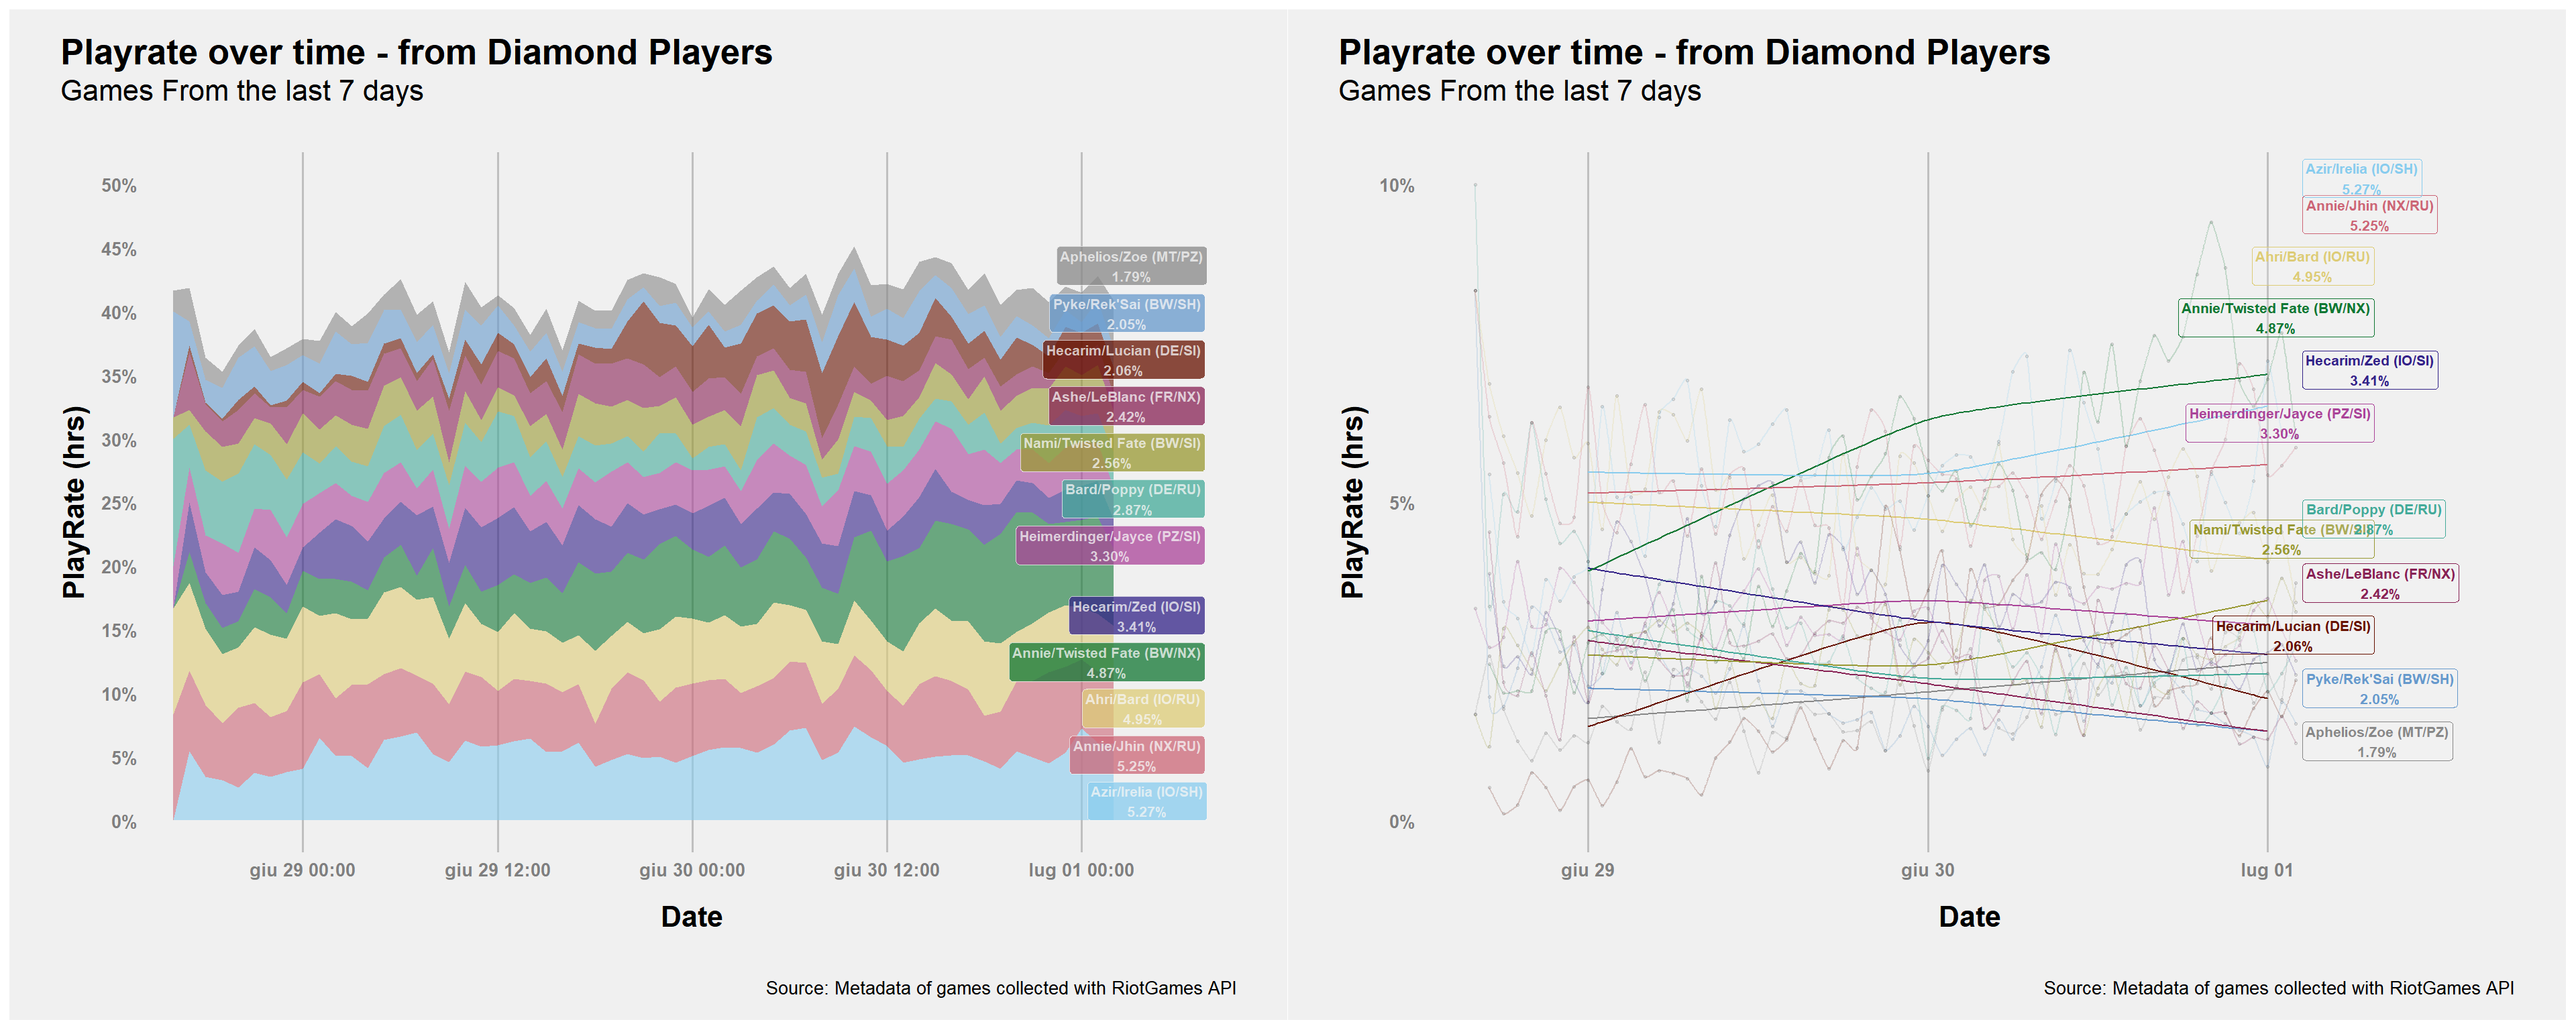 Playrate over time - from Diamond Players
Games From the last 7 days
PlayRate (hrs)
50%
45%
40%
35%
30%
25%
20%
15%
10%
5%
0%
Aphelios/Zoe (MT/PZ)
1.79%
Pyke/Rek'Sai (BW/SH)
2.05%
Hecarim/Lucian (DE/SI)
2.06%
Ashe/LeBlanc (FR/NX)
2.42%
Nami/Twisted Fate (BW/SI)
2.56%
Bard/Poppy (DE/RU)
2.87%
Heimerdinger/Jayce (PZ/SI)
3.30%
Hecarim/Zed (IO/SI)
3.41%
Annie/Twisted Fate (BW/NX)
4.87%
Ahri/Bard (IO/RU)
4.95%
Annie/Jhin (NX/RU)
5.25%
Azir/Irelia (IO/SH)
5.27%
giu 29 00:00
giu 29 12:00
giu 30 00:00
giu 30 12:00
lug 01 00:00
Date
Source: Metadata of games collected with RiotGames API
Playrate over time - from Diamond Players
Games From the last 7 days
PlayRate (hrs)
10%
5%
0%
Azir/Irelia (IO/SH)
5.27%
Annie/Jhin (NX/RU)
5.25%
Ahri/Bard (IO/RU)
4.95%
Annie/Twisted Fate (BW/NX)
4.87%
Hecarim/Zed (IO/SI)
3.41%
Heimerdinger/Jayce (PZ/SI)
3.30%
Bard/Poppy (DE/RU)
2.87%
Nami/Twisted Fate (BW/SI)
2.56%
Ashe/LeBlanc (FR/NX)
2.42%
Hecarim/Lucian (DE/SI)
2.06%
Pyke/Rek'Sai (BW/SH)
2.05%
Aphelios/Zoe (MT/PZ)
1.79%
giu 29
giu 30
lug 01
Date
Source: Metadata of games collected with RiotGames API